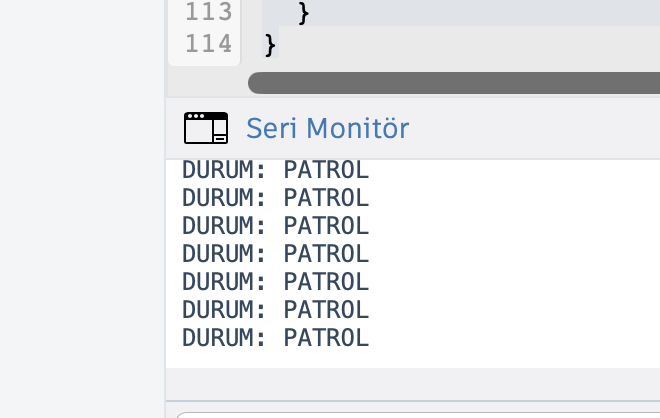 113 }
114 }
Seri Monitör
DURUM: PATROL
DURUM: PATROL
DURUM: PATROL
DURUM: PATROL
DURUM: PATROL
DURUM: PATROL
DURUM: PATROL